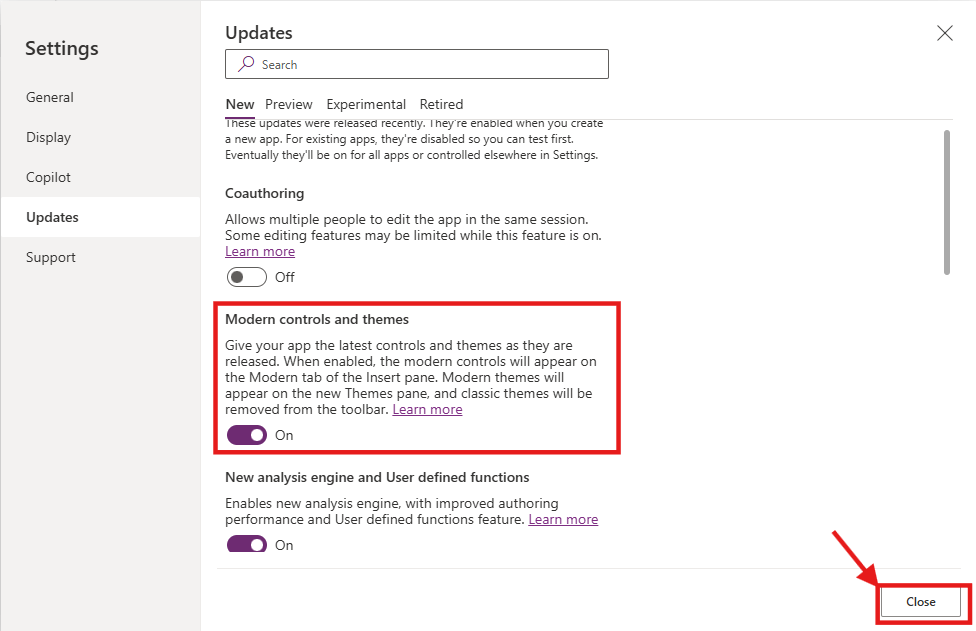 Settings
General
Display
Copilot
Updates
Support
Updates
Search
New Preview Experimental Retired
These updates were released recently. They're enabled when you create
a new app. For existing apps, they're disabled so you can test first.
Eventually they'll be on for all apps or controlled elsewhere in Settings.
Coauthoring
Allows multiple people to edit the app in the same session.
Some editing features may be limited while this feature is on.
Learn more
Off
Modern controls and themes
Give your app the latest controls and themes as they are
released. When enabled, the modern controls will appear on
the Modern tab of the Insert pane. Modern themes will
appear on the new Themes pane, and classic themes will be
removed from the toolbar. Learn more
On
New analysis engine and User defined functions
Enables new analysis engine, with improved authoring
performance and User defined functions feature. Learn more
On
Close